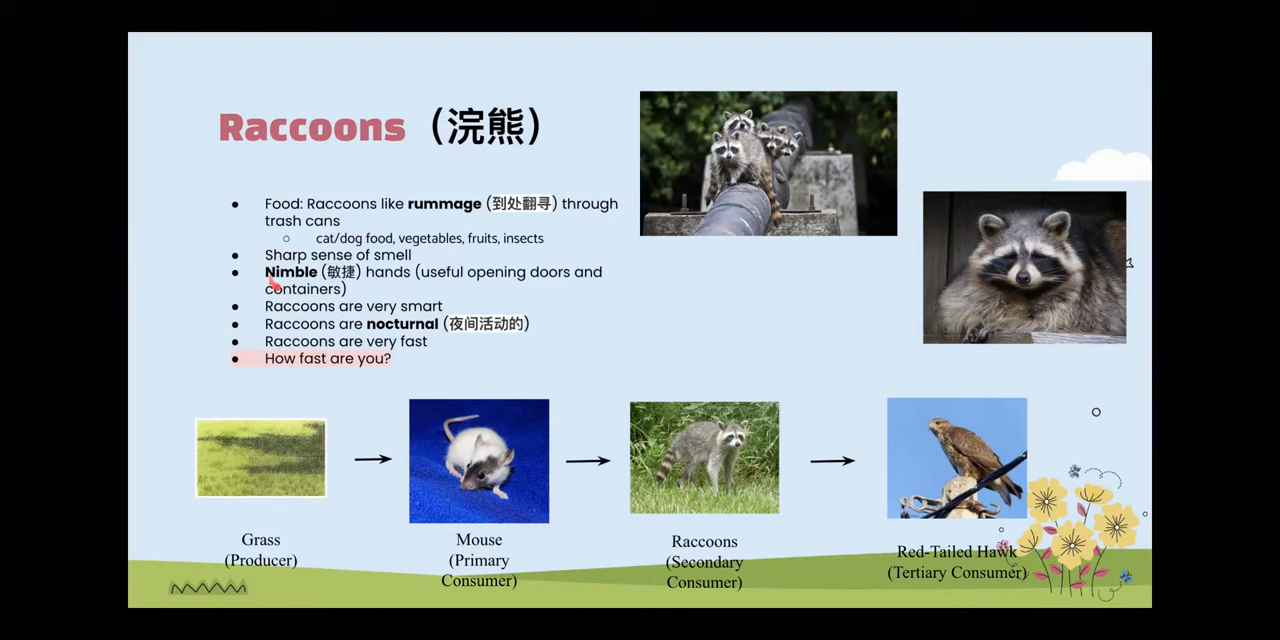 Raccoons（浣熊）
Food: Raccoons like rummage (到处翻寻) through
trash cans
cat/dog food, vegetables, fruits, insects
Sharp sense of smell
Nimble (敏捷) hands (useful opening doors and
containers)
Raccoons are very smart
Raccoons are nocturnal (夜间活动的)
Raccoons are very fast
How fast are you?
Grass
(Producer)
Mouse
(Primary
Consumer)
Raccoons
(Secondary
Consumer)
Red-Tailed Hawk
(Tertiary Consumer)